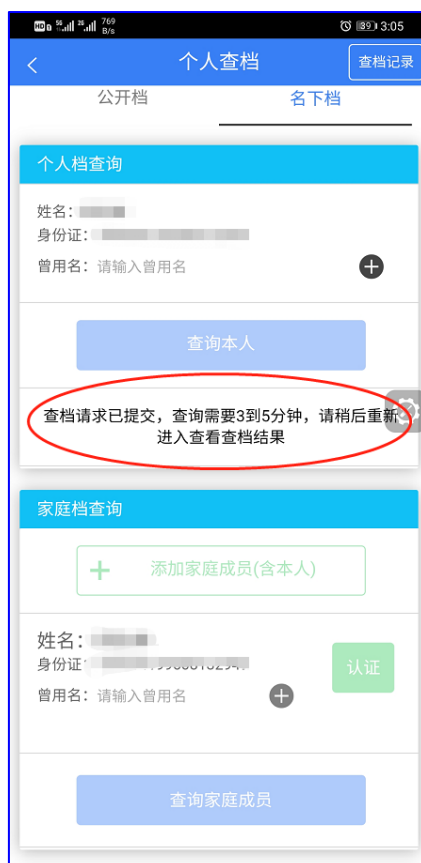 HD 56 26 769 B/s 39 3:05
个人查档 查档记录
公开档 名下档
个人档查询
姓名：
身份证：
曾用名：请输入曾用名
查询本人
查档请求已提交，查询需要3到5分钟，请稍后重新
进入查看查档结果
家庭档查询
添加家庭成员(含本人)
姓名：
身份证
认证
曾用名：请输入曾用名
查询家庭成员